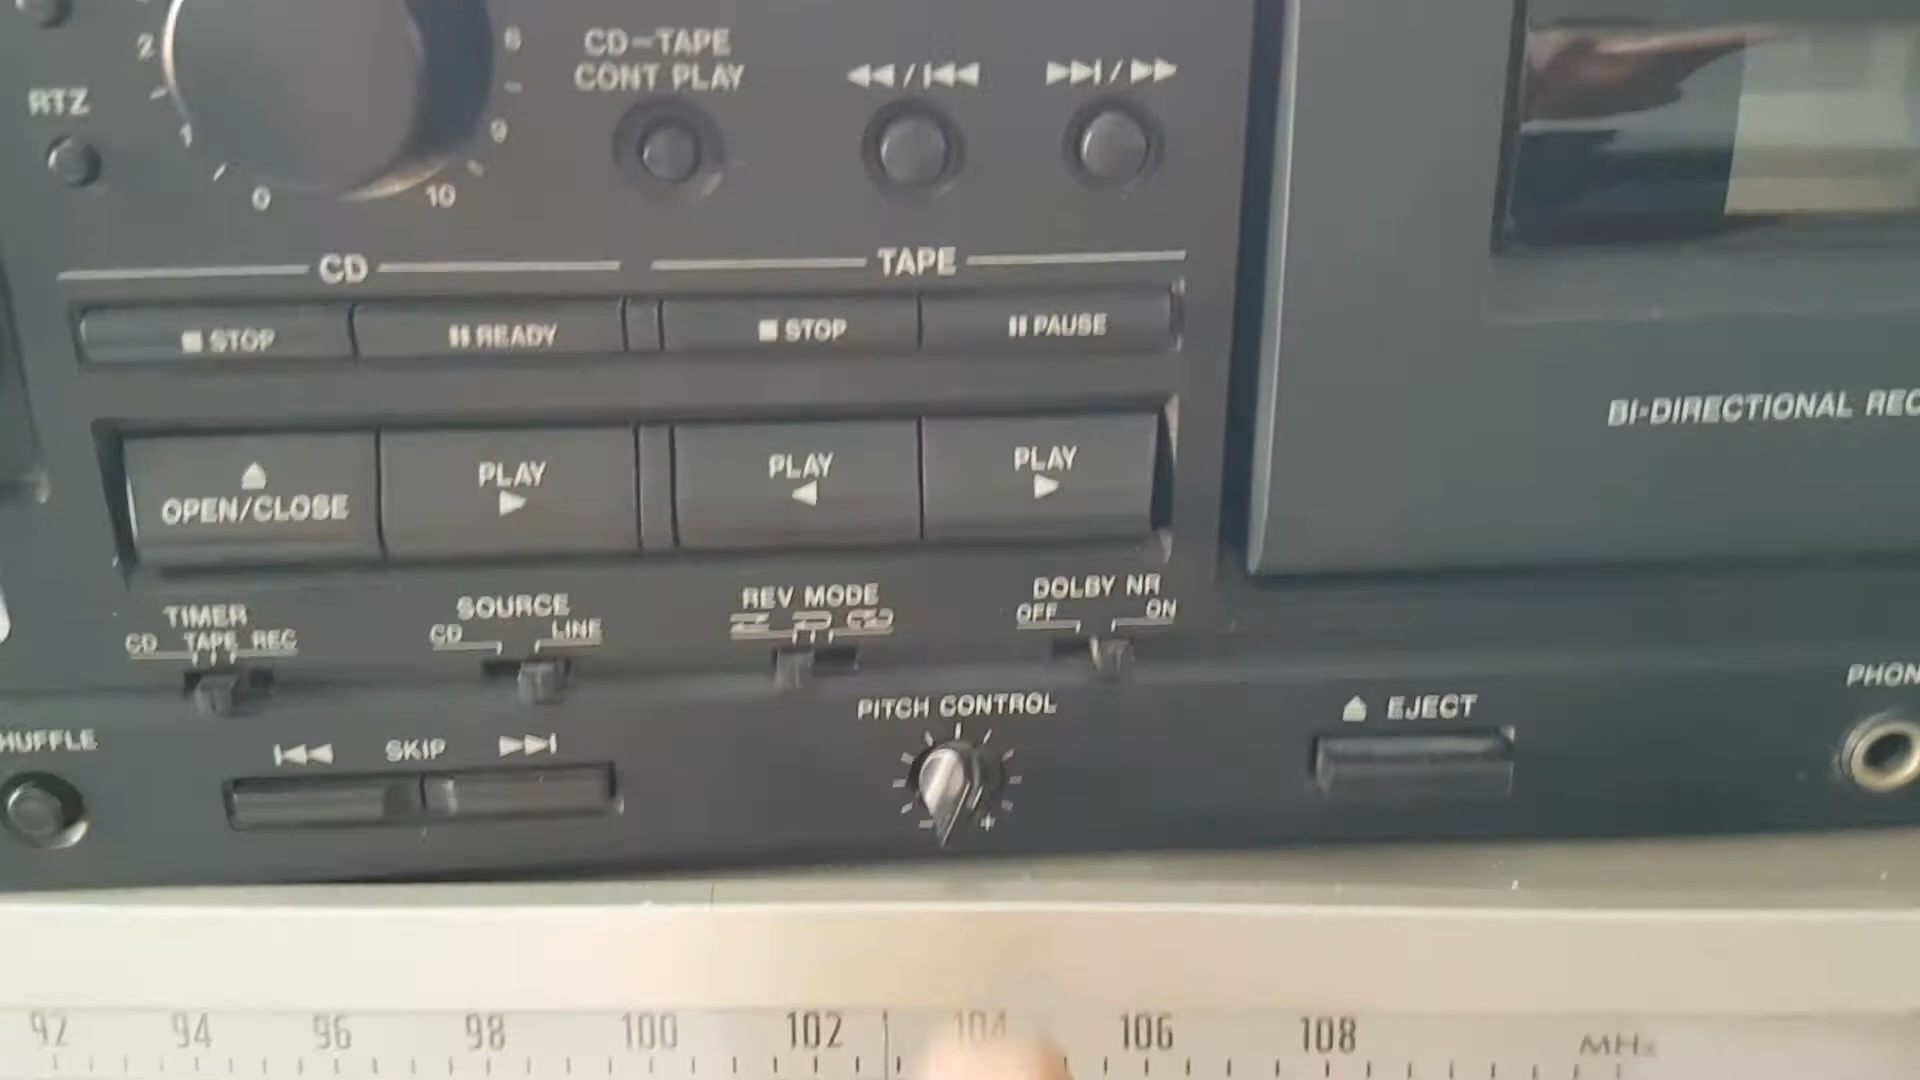 2
6
CD-TAPE
CONT PLAY
◀◀/|◀◀
▶▶|/▶▶
RTZ
1
9
0
10
CD
TAPE
■ STOP
▮▮ READY
■ STOP
▮▮ PAUSE
BI-DIRECTIONAL REC
▲
OPEN/CLOSE
PLAY
▶
PLAY
◀
PLAY
▶
TIMER
CD TAPE REC
SOURCE
CD LINE
REV MODE
DOLBY NR
OFF ON
PHON
HUFFLE
|◀◀ SKIP ▶▶|
PITCH CONTROL
- +
▲ EJECT
92 94 96 98 100 102 104 106 108 MHz